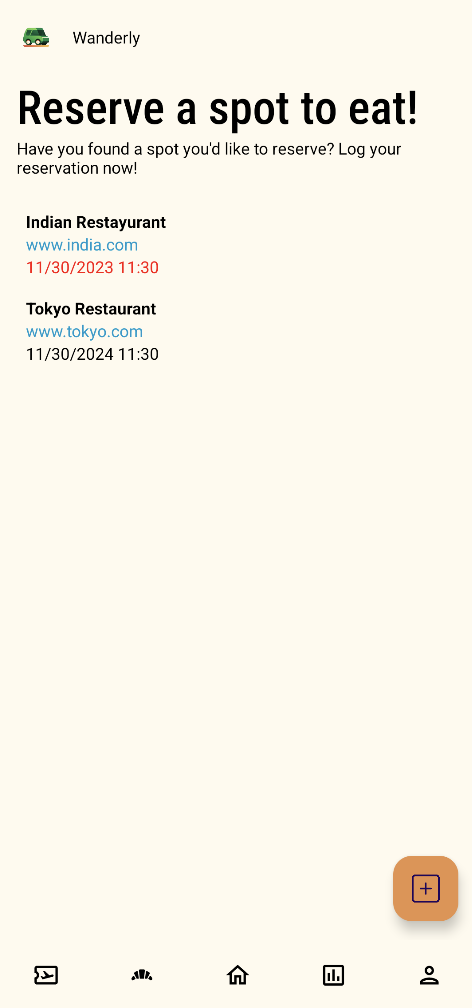 Wanderly
Reserve a spot to eat!
Have you found a spot you'd like to reserve? Log your
reservation now!
Indian Restayurant
www.india.com
11/30/2023 11:30
Tokyo Restaurant
www.tokyo.com
11/30/2024 11:30